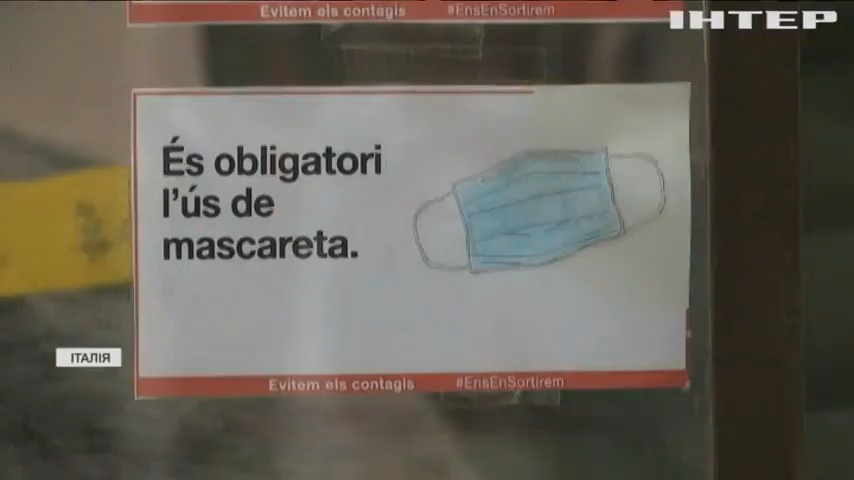 Evitem els contagis #EnsEnSortirem
ІНТЕР
És obligatori
l'ús de
mascareta.
ІТАЛІЯ
Evitem els contagis #EnsEnSortirem